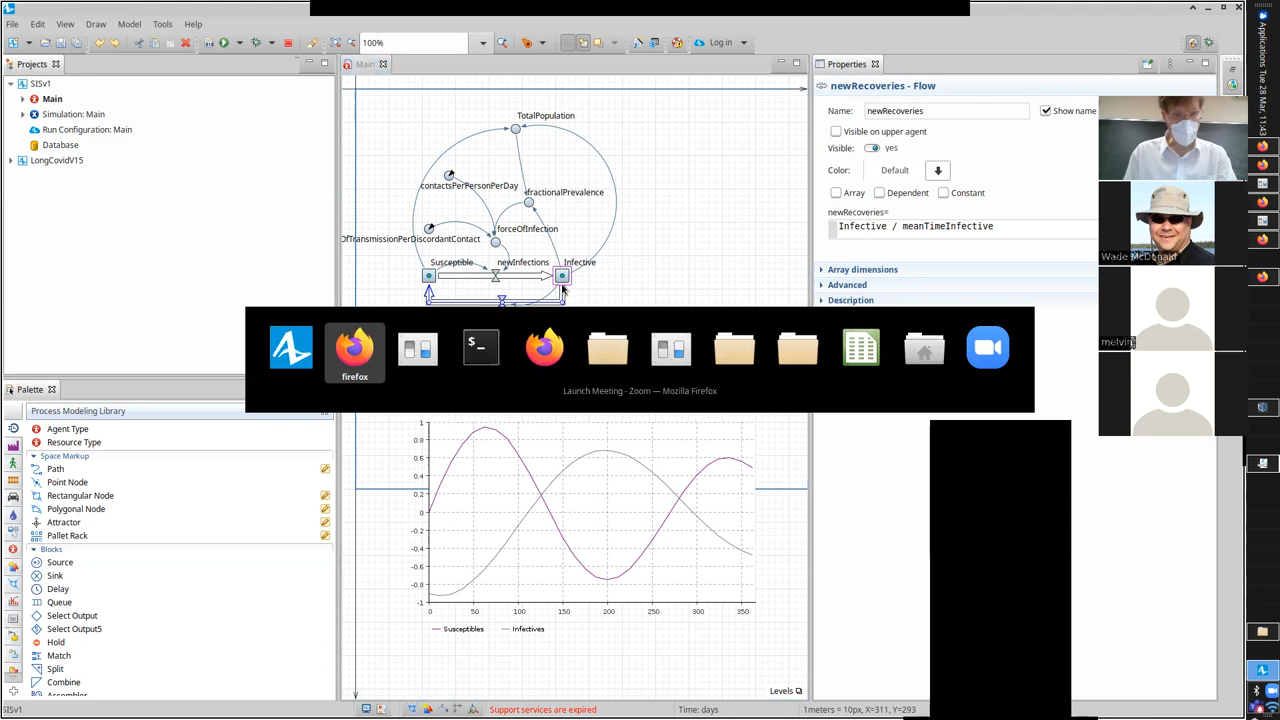 File Edit View Draw Model Tools Help
100%
Log in
Projects
SISv1
Main
Simulation: Main
Run Configuration: Main
Database
LongCovidV15
Main
TotalPopulation
contactsPerPersonPerDay
fractionalPrevalence
forceOfInfection
OfTransmissionPerDiscordantContact
Susceptible
newInfections
Infective
Properties
newRecoveries - Flow
Name:
newRecoveries
Show name
Visible on upper agent
Visible:
yes
Color:
Default
Array
Dependent
Constant
newRecoveries=
Infective / meanTimeInfective
Array dimensions
Advanced
Description
Wade McDonald
melvin
Applications Tue 28 Mar, 11:43
firefox
Launch Meeting - Zoom — Mozilla Firefox
Palette
Process Modeling Library
Agent Type
Resource Type
Space Markup
Path
Point Node
Rectangular Node
Polygonal Node
Attractor
Pallet Rack
Blocks
Source
Sink
Delay
Queue
Select Output
Select Output5
Hold
Match
Split
Combine
Assembler
1
0.8
0.6
0.4
0.2
0
-0.2
-0.4
-0.6
-0.8
-1
0 50 100 150 200 250 300 350
Susceptibles
Infectives
Levels
SISv1
Support services are expired
Time: days
1meters = 10px, X=311, Y=293